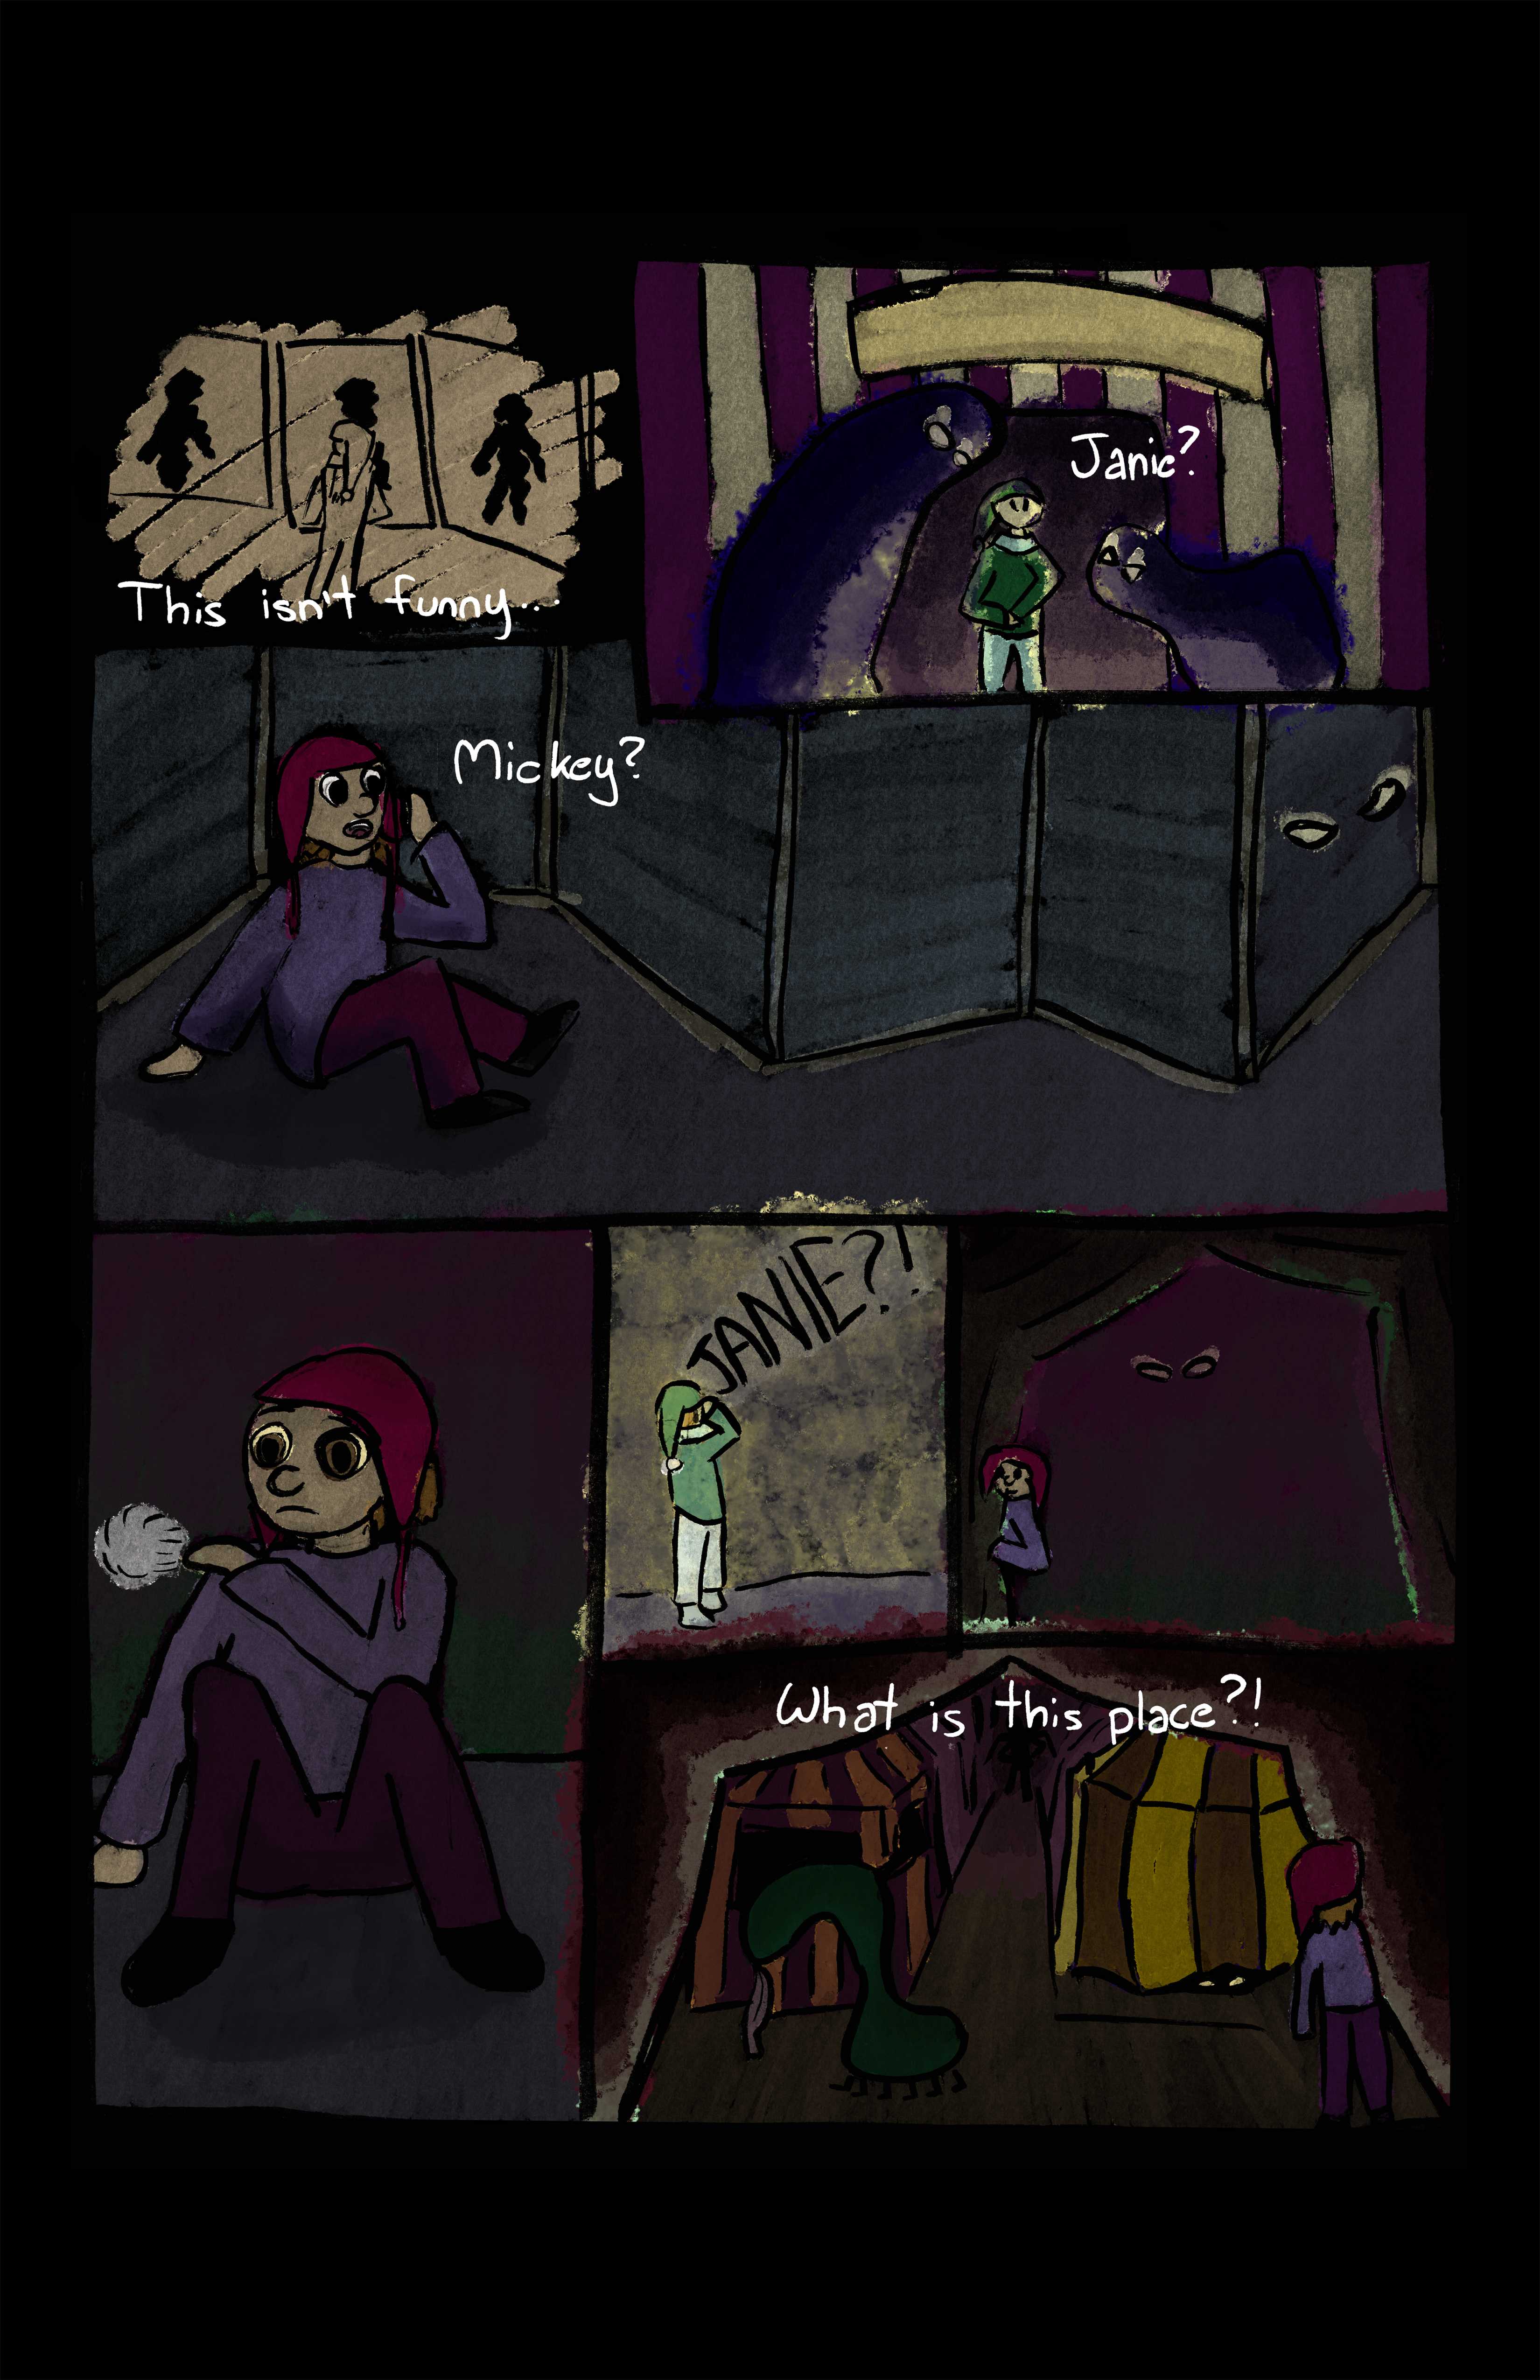 This isn't funny...
Janie?
Mickey?
JANIE?!
What is this place?!